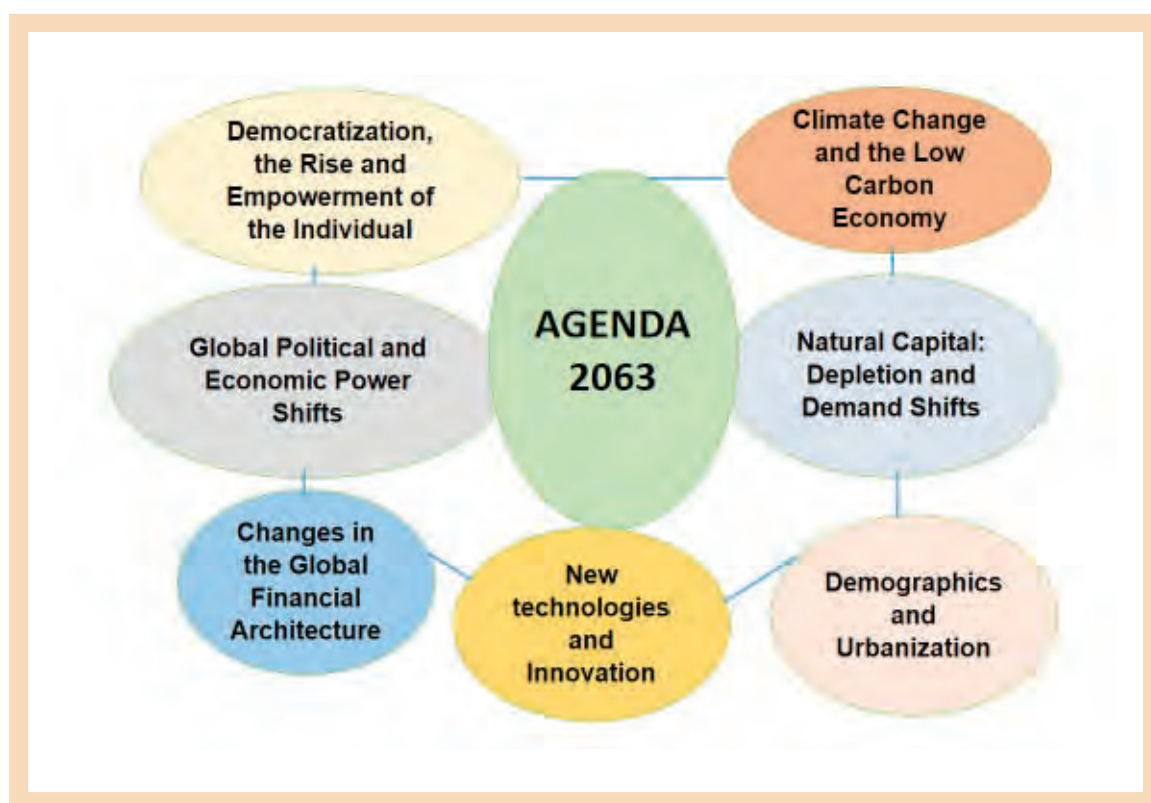 Democratization,
the Rise and
Empowerment of
the Individual
Climate Change
and the Low
Carbon
Economy
Global Political and
Economic Power
Shifts
AGENDA
2063
Natural Capital:
Depletion and
Demand Shifts
Changes in
the Global
Financial
Architecture
New
technologies
and
Innovation
Demographics
and
Urbanization